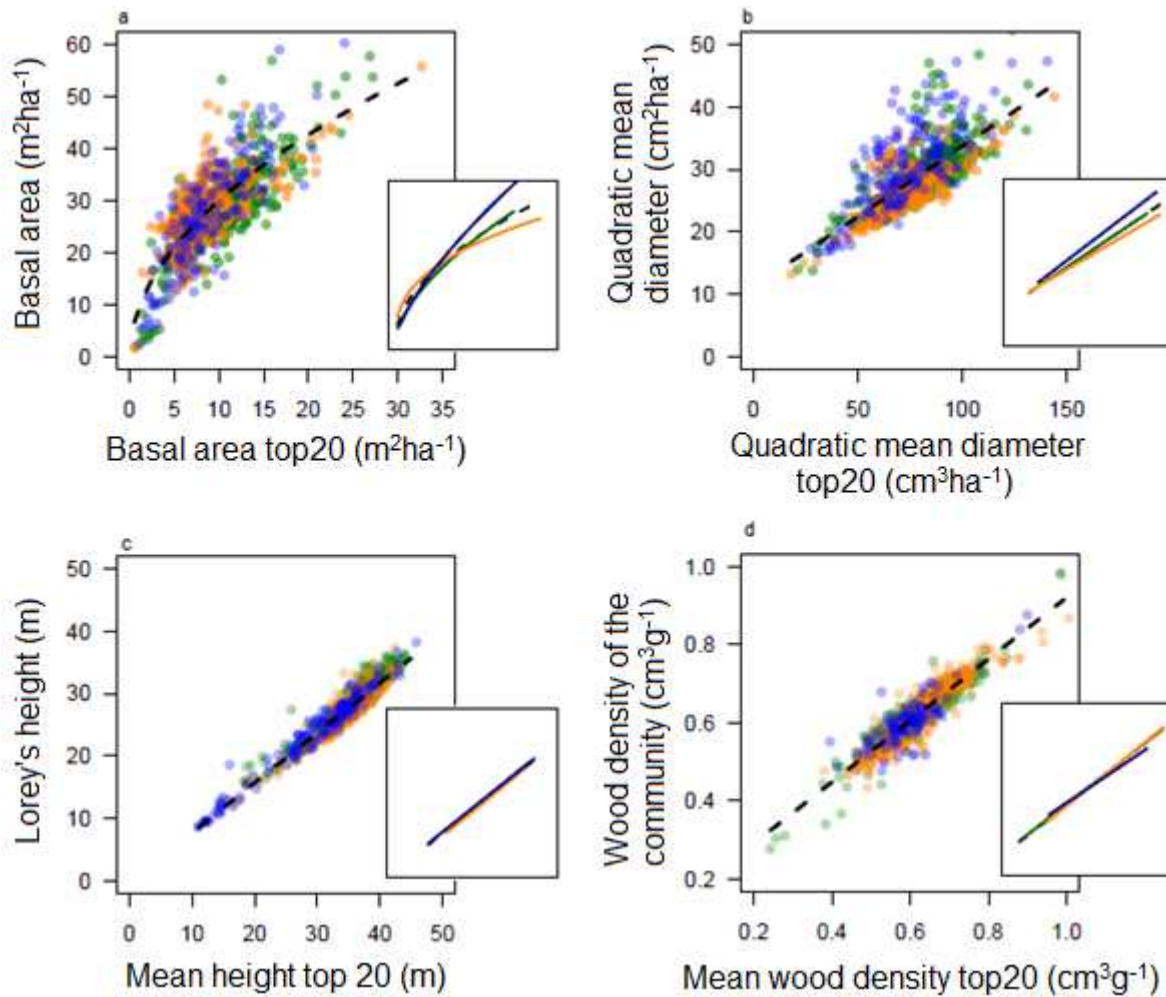 a
60
50
40
30
20
10
0
Basal area (m²ha⁻¹)
0 5 10 15 20 25 30 35
Basal area top20 (m²ha⁻¹)
b
50
40
30
20
10
0
Quadratic mean
diameter (cm²ha⁻¹)
0 50 100 150
Quadratic mean diameter
top20 (cm³ha⁻¹)
c
50
40
30
20
10
0
Lorey's height (m)
0 10 20 30 40 50
Mean height top 20 (m)
d
1.0
0.8
0.6
0.4
0.2
Wood density of the
community (cm³g⁻¹)
0.2 0.4 0.6 0.8 1.0
Mean wood density top20 (cm³g⁻¹)